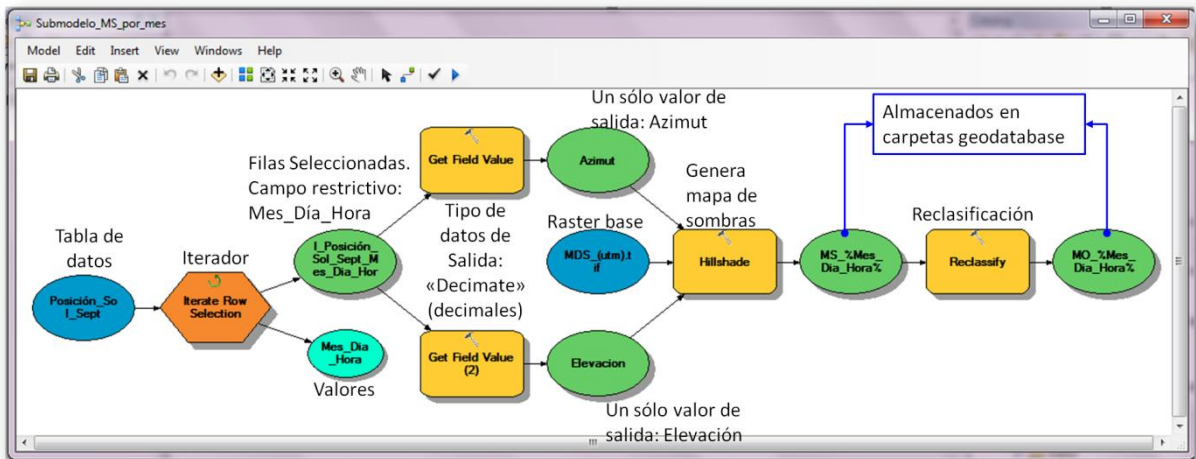 Submodelo_MS_por_mes
Model Edit Insert View Windows Help
Un sólo valor de
salida: Azimut
Almacenados en
carpetas geodatabase
Get Field Value
Azimut
Filas Seleccionadas.
Campo restrictivo:
Mes_Día_Hora
Genera
mapa de
sombras
Tipo de
datos de
Salida:
«Decimate»
(decimales)
Raster base
Reclasificación
Tabla de
datos
Iterador
I_Posición_
Sol_Sept_M
es_Dia_Hor
MDS_(utm).t
if
Hillshade
MS_%Mes_
Dia_Hora%
Reclassify
MO_%Mes_
Dia_Hora%
Posición_So
l_Sept
Iterate Row
Selection
Mes_Dia
_Hora
Valores
Get Field Value
(2)
Elevacion
Un sólo valor de
salida: Elevación